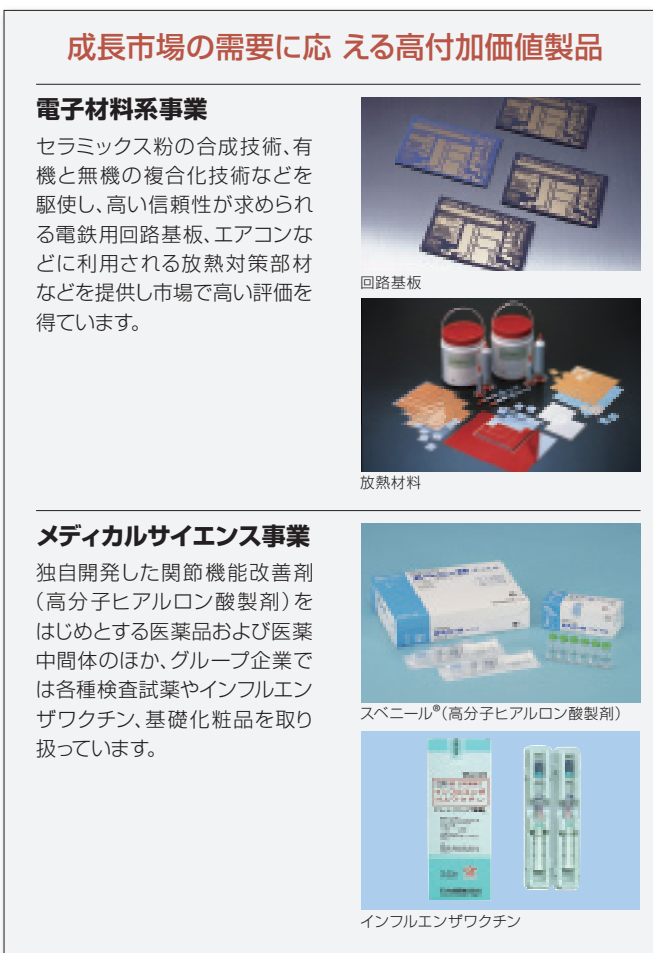 成長市場の需要に応 える高付加価値製品
電子材料系事業
セラミックス粉の合成技術、有
機と無機の複合化技術などを
駆使し、高い信頼性が求められ
る電鉄用回路基板、エアコンな
どに利用される放熱対策部材
などを提供し市場で高い評価を
得ています。
回路基板
放熱材料
メディカルサイエンス事業
独自開発した関節機能改善剤
（高分子ヒアルロン酸製剤）を
はじめとする医薬品および医薬
中間体のほか、グループ企業で
は各種検査試薬やインフルエン
ザワクチン、基礎化粧品を取り
扱っています。
スベニール®（高分子ヒアルロン酸製剤）
インフルエンザワクチン